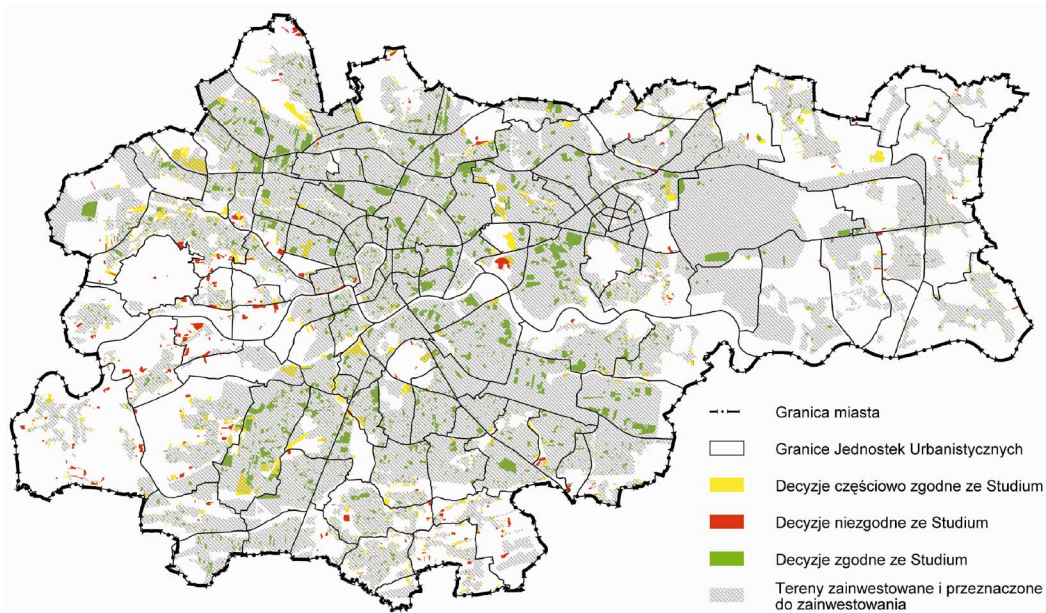 Granica miasta
Granice Jednostek Urbanistycznych
Decyzje częściowo zgodne ze Studium
Decyzje niezgodne ze Studium
Decyzje zgodne ze Studium
Tereny zainwestowane i przeznaczone
do zainwestowania